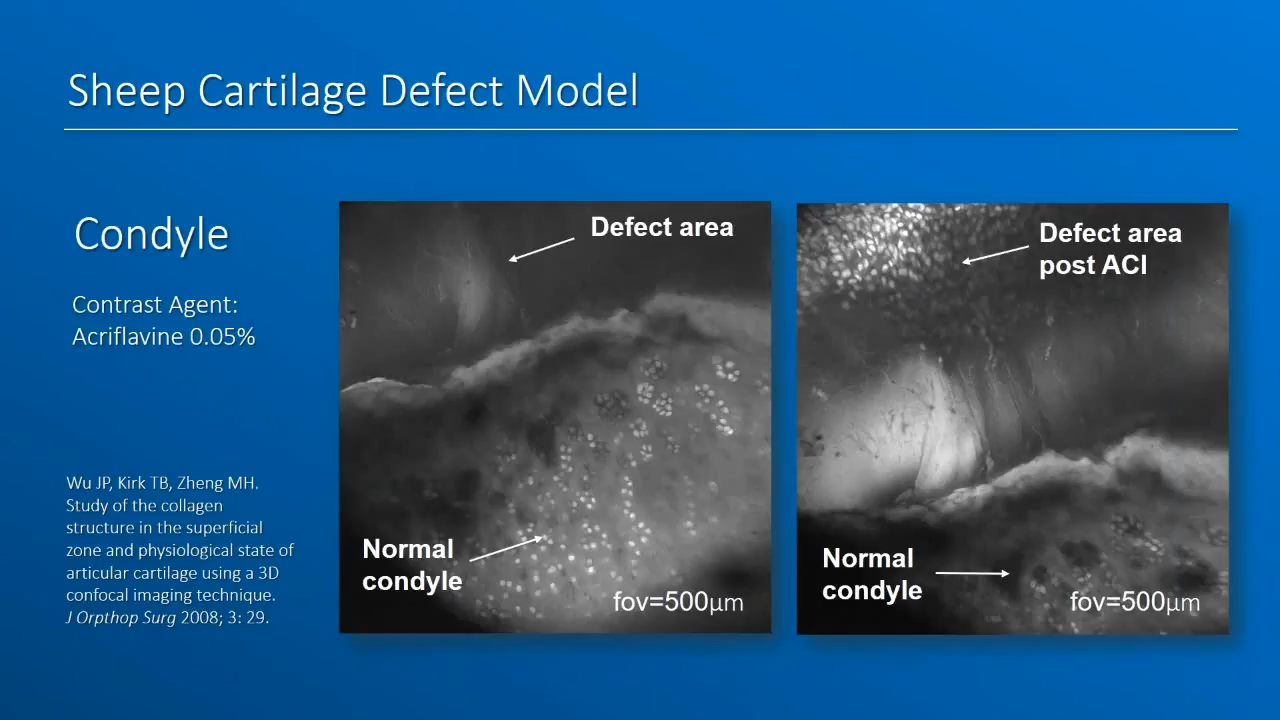 Sheep Cartilage Defect Model
Condyle
Contrast Agent:
Acriflavine 0.05%
Wu JP, Kirk TB, Zheng MH.
Study of the collagen
structure in the superficial
zone and physiological state of
articular cartilage using a 3D
confocal imaging technique.
J Orpthop Surg 2008; 3: 29.
Defect area
Normal
condyle
fov=500µm
Defect area
post ACI
Normal
condyle
fov=500µm